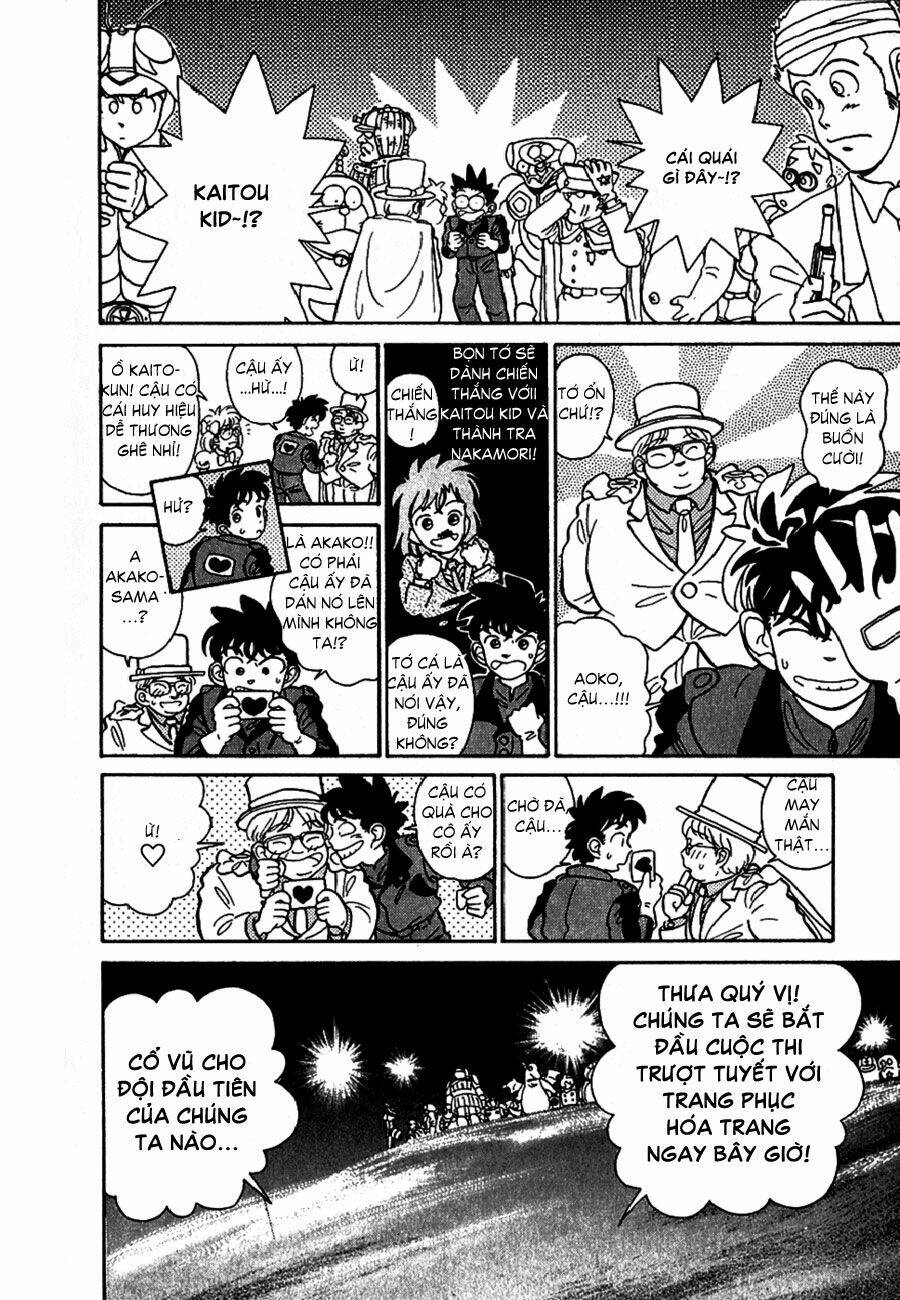 CÁI QUÁI
GÌ ĐÂY~!?
KAITOU
KID~!?
THẾ NÀY
ĐÚNG LÀ
BUỒN
CƯỜI!
TỚ ỔN
CHỨ!?
AOKO,
CẬU...!!!
BỌN TỚ SẼ
DÀNH CHIẾN
THẮNG VỚII
KAITOU KID VÀ
THÀNH TRA
NAKAMORI!
CHIẾN
THẮNG
!
TỚ CÁ LÀ
CẬU ẤY ĐÃ
NÓI VẬY,
ĐÚNG
KHÔNG?
Ừ!
CẬU ẤY
...HỪ...!
Ồ KAITO-
KUN! CẬU CÓ
CÁI HUY HIỆU
DỄ THƯƠNG
GHÊ NHỈ!
HỬ?
LÀ AKAKO!!
CÓ PHẢI
CẬU ẤY ĐÃ
DÁN NÓ LÊN
MÌNH KHÔNG
TA!?
A
AKAKO-
SAMA
...?
CẬU
MAY
MẮN
THẬT...
CHỜ ĐÃ,
CẬU...
CẬU CÓ
QUÀ CHO
CÔ ẤY
RỒI À?
Ừ!
♡
THƯA QUÝ VỊ!
CHÚNG TA SẼ BẮT
ĐẦU CUỘC THI
TRƯỢT TUYẾT VỚI
TRANG PHỤC
HÓA TRANG
NGAY BÂY GIỜ!
CỔ VŨ CHO
ĐỘI ĐẦU TIÊN
CỦA CHÚNG
TA NÀO...